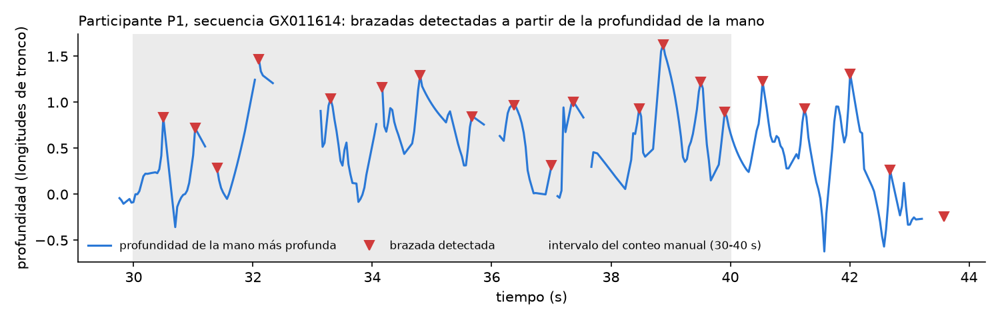 Participante P1, secuencia GX011614: brazadas detectadas a partir de la profundidad de la mano
profundidad (longitudes de tronco)
1.5
1.0
0.5
0.0
−0.5
profundidad de la mano más profunda
brazada detectada
intervalo del conteo manual (30-40 s)
30 32 34 36 38 40 42 44
tiempo (s)